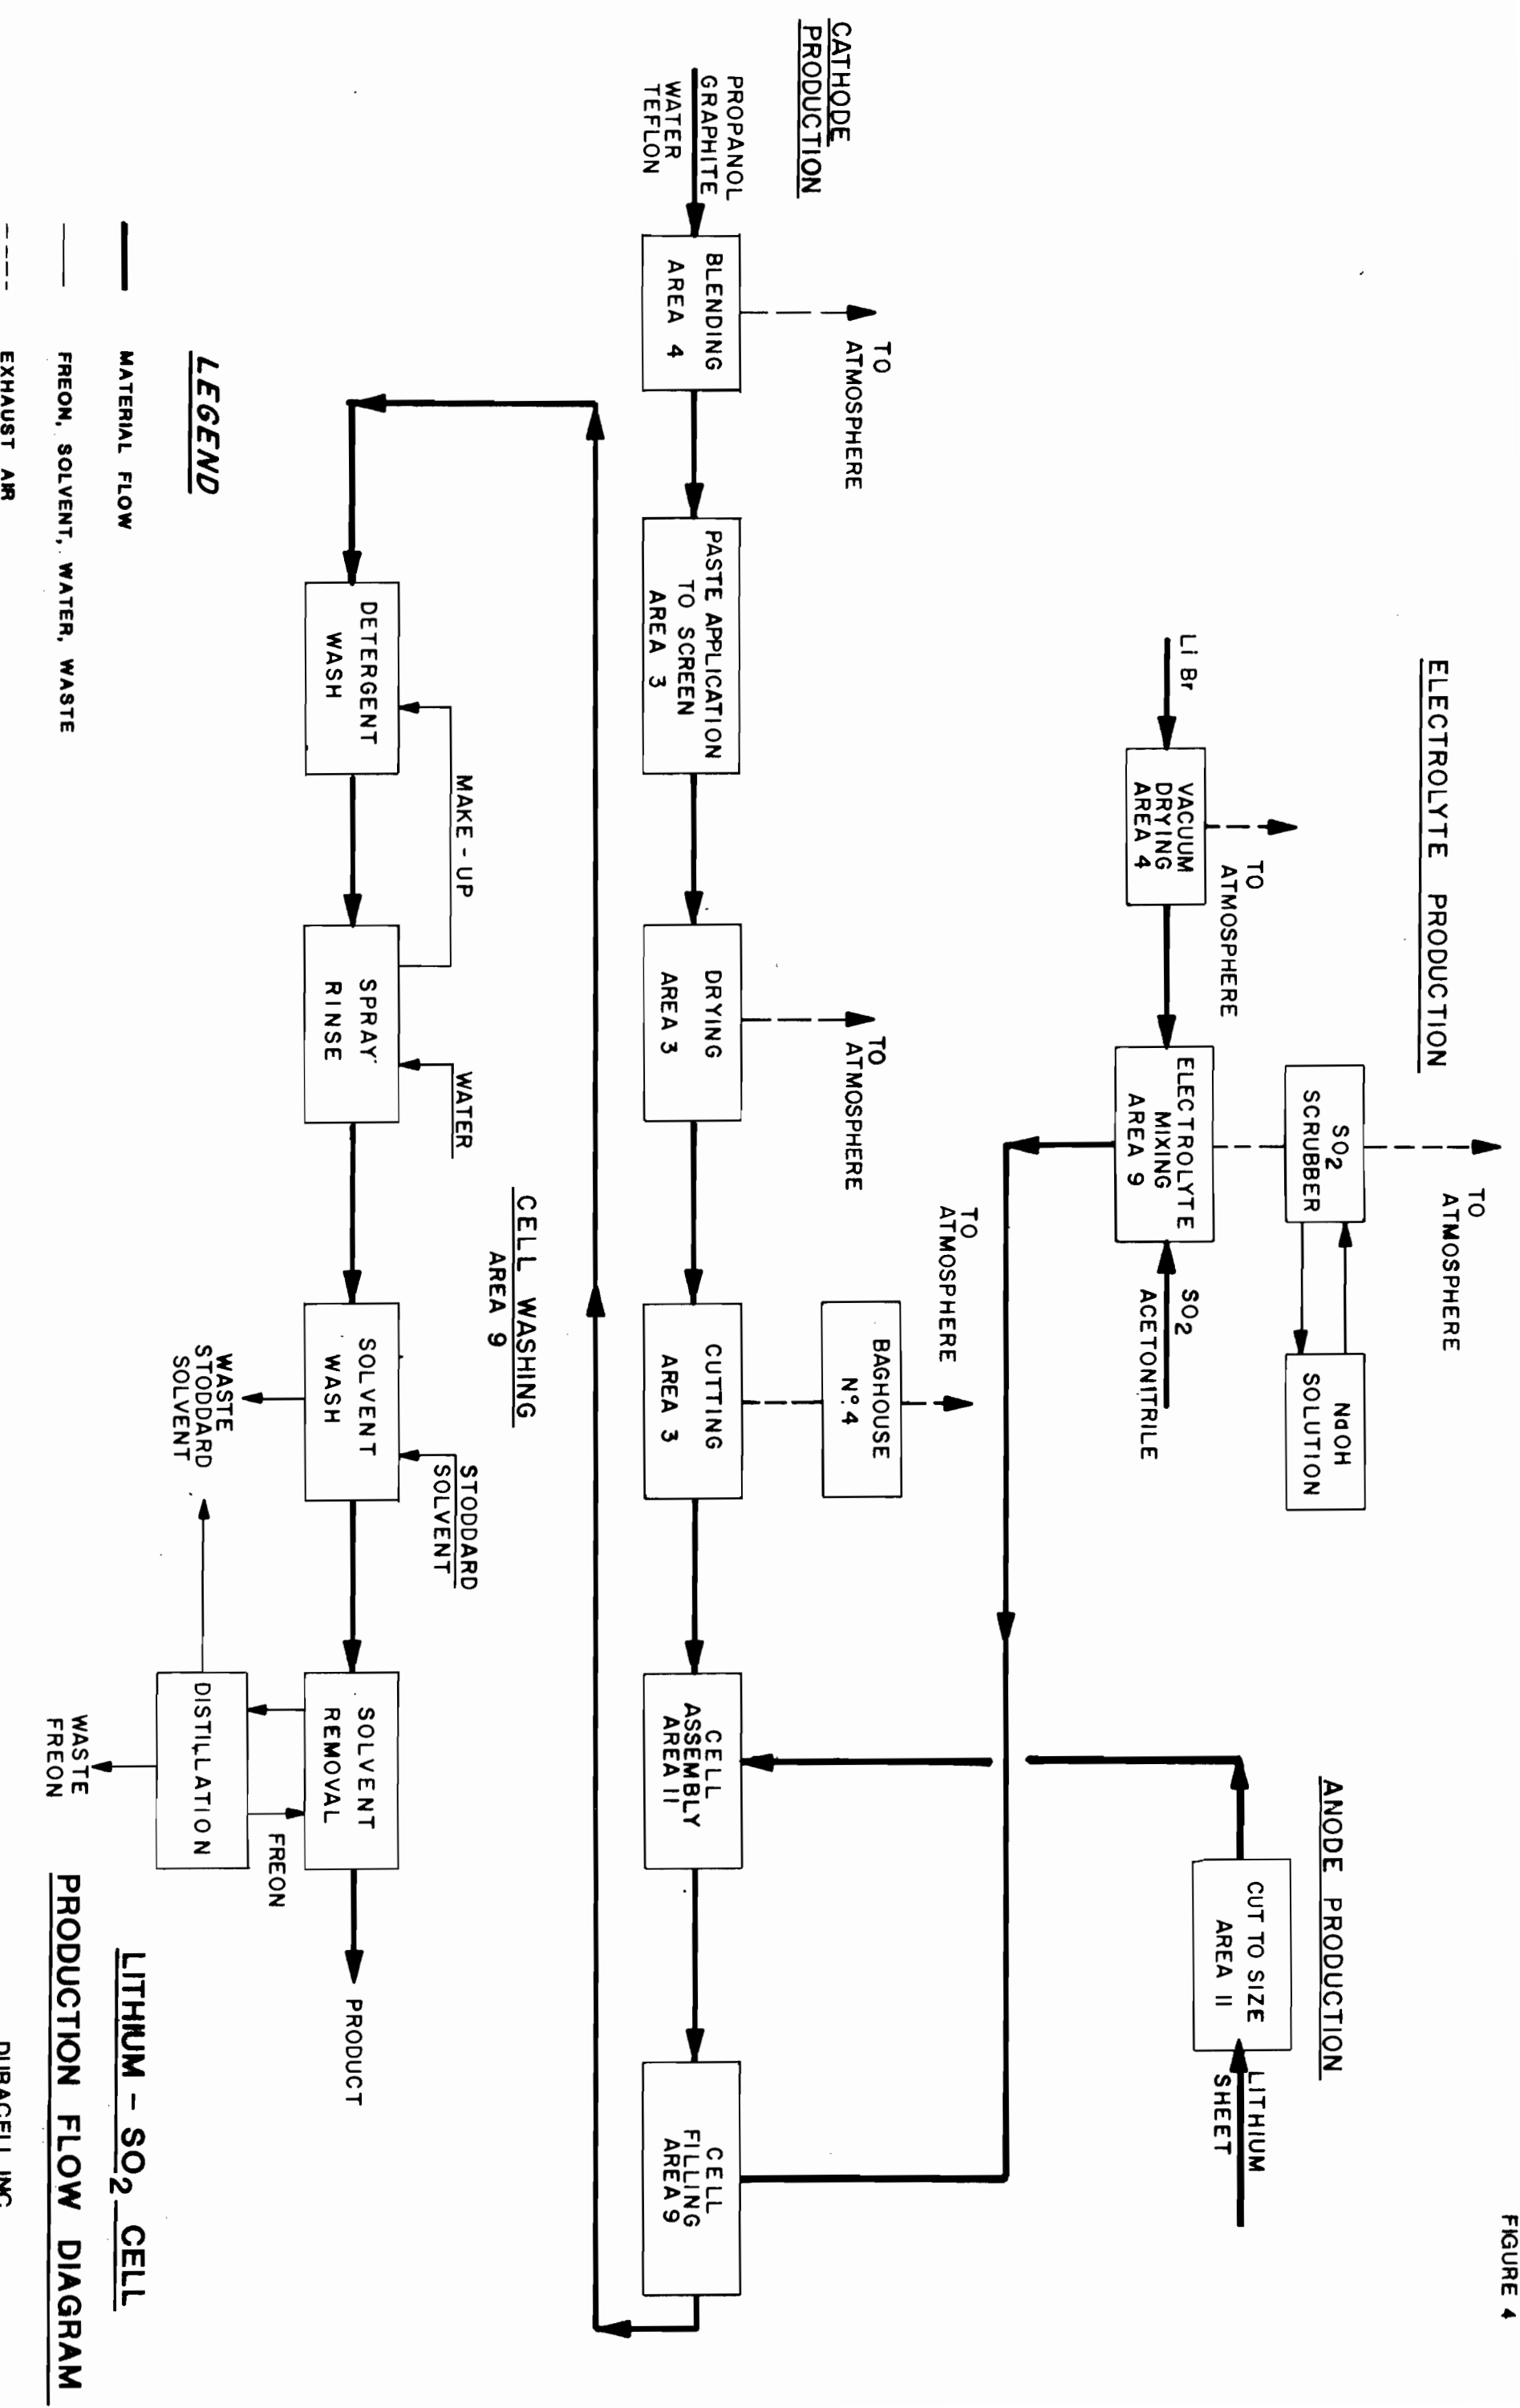 FIGURE 4
ELECTROLYTE PRODUCTION
TO
ATMOSPHERE
SO2
SCRUBBER
NaOH
SOLUTION
TO
ATMOSPHERE
Li Br
VACUUM
DRYING
AREA 4
ELECTROLYTE
MIXING
AREA 9
SO2
ACETONITRILE
ANODE PRODUCTION
CUT TO SIZE
AREA 11
LITHIUM
SHEET
CATHODE
PRODUCTION
TO
ATMOSPHERE
TO
ATMOSPHERE
TO
ATMOSPHERE
BAGHOUSE
Nº.4
PROPANOL
GRAPHITE
WATER
TEFLON
BLENDING
AREA 4
PASTE APPLICATION
TO SCREEN
AREA 3
DRYING
AREA 3
CUTTING
AREA 3
CELL
ASSEMBLY
AREA 11
CELL
FILLING
AREA 9
CELL WASHING
AREA 9
MAKE - UP
WATER
STODDARD
SOLVENT
DETERGENT
WASH
SPRAY
RINSE
SOLVENT
WASH
SOLVENT
REMOVAL
PRODUCT
WASTE
STODDARD
SOLVENT
FREON
DISTILLATION
WASTE
FREON
LEGEND
MATERIAL FLOW
FREON, SOLVENT, WATER, WASTE
EXHAUST AIR
LITHIUM - SO2 CELL
PRODUCTION FLOW DIAGRAM
DURACELL INC.